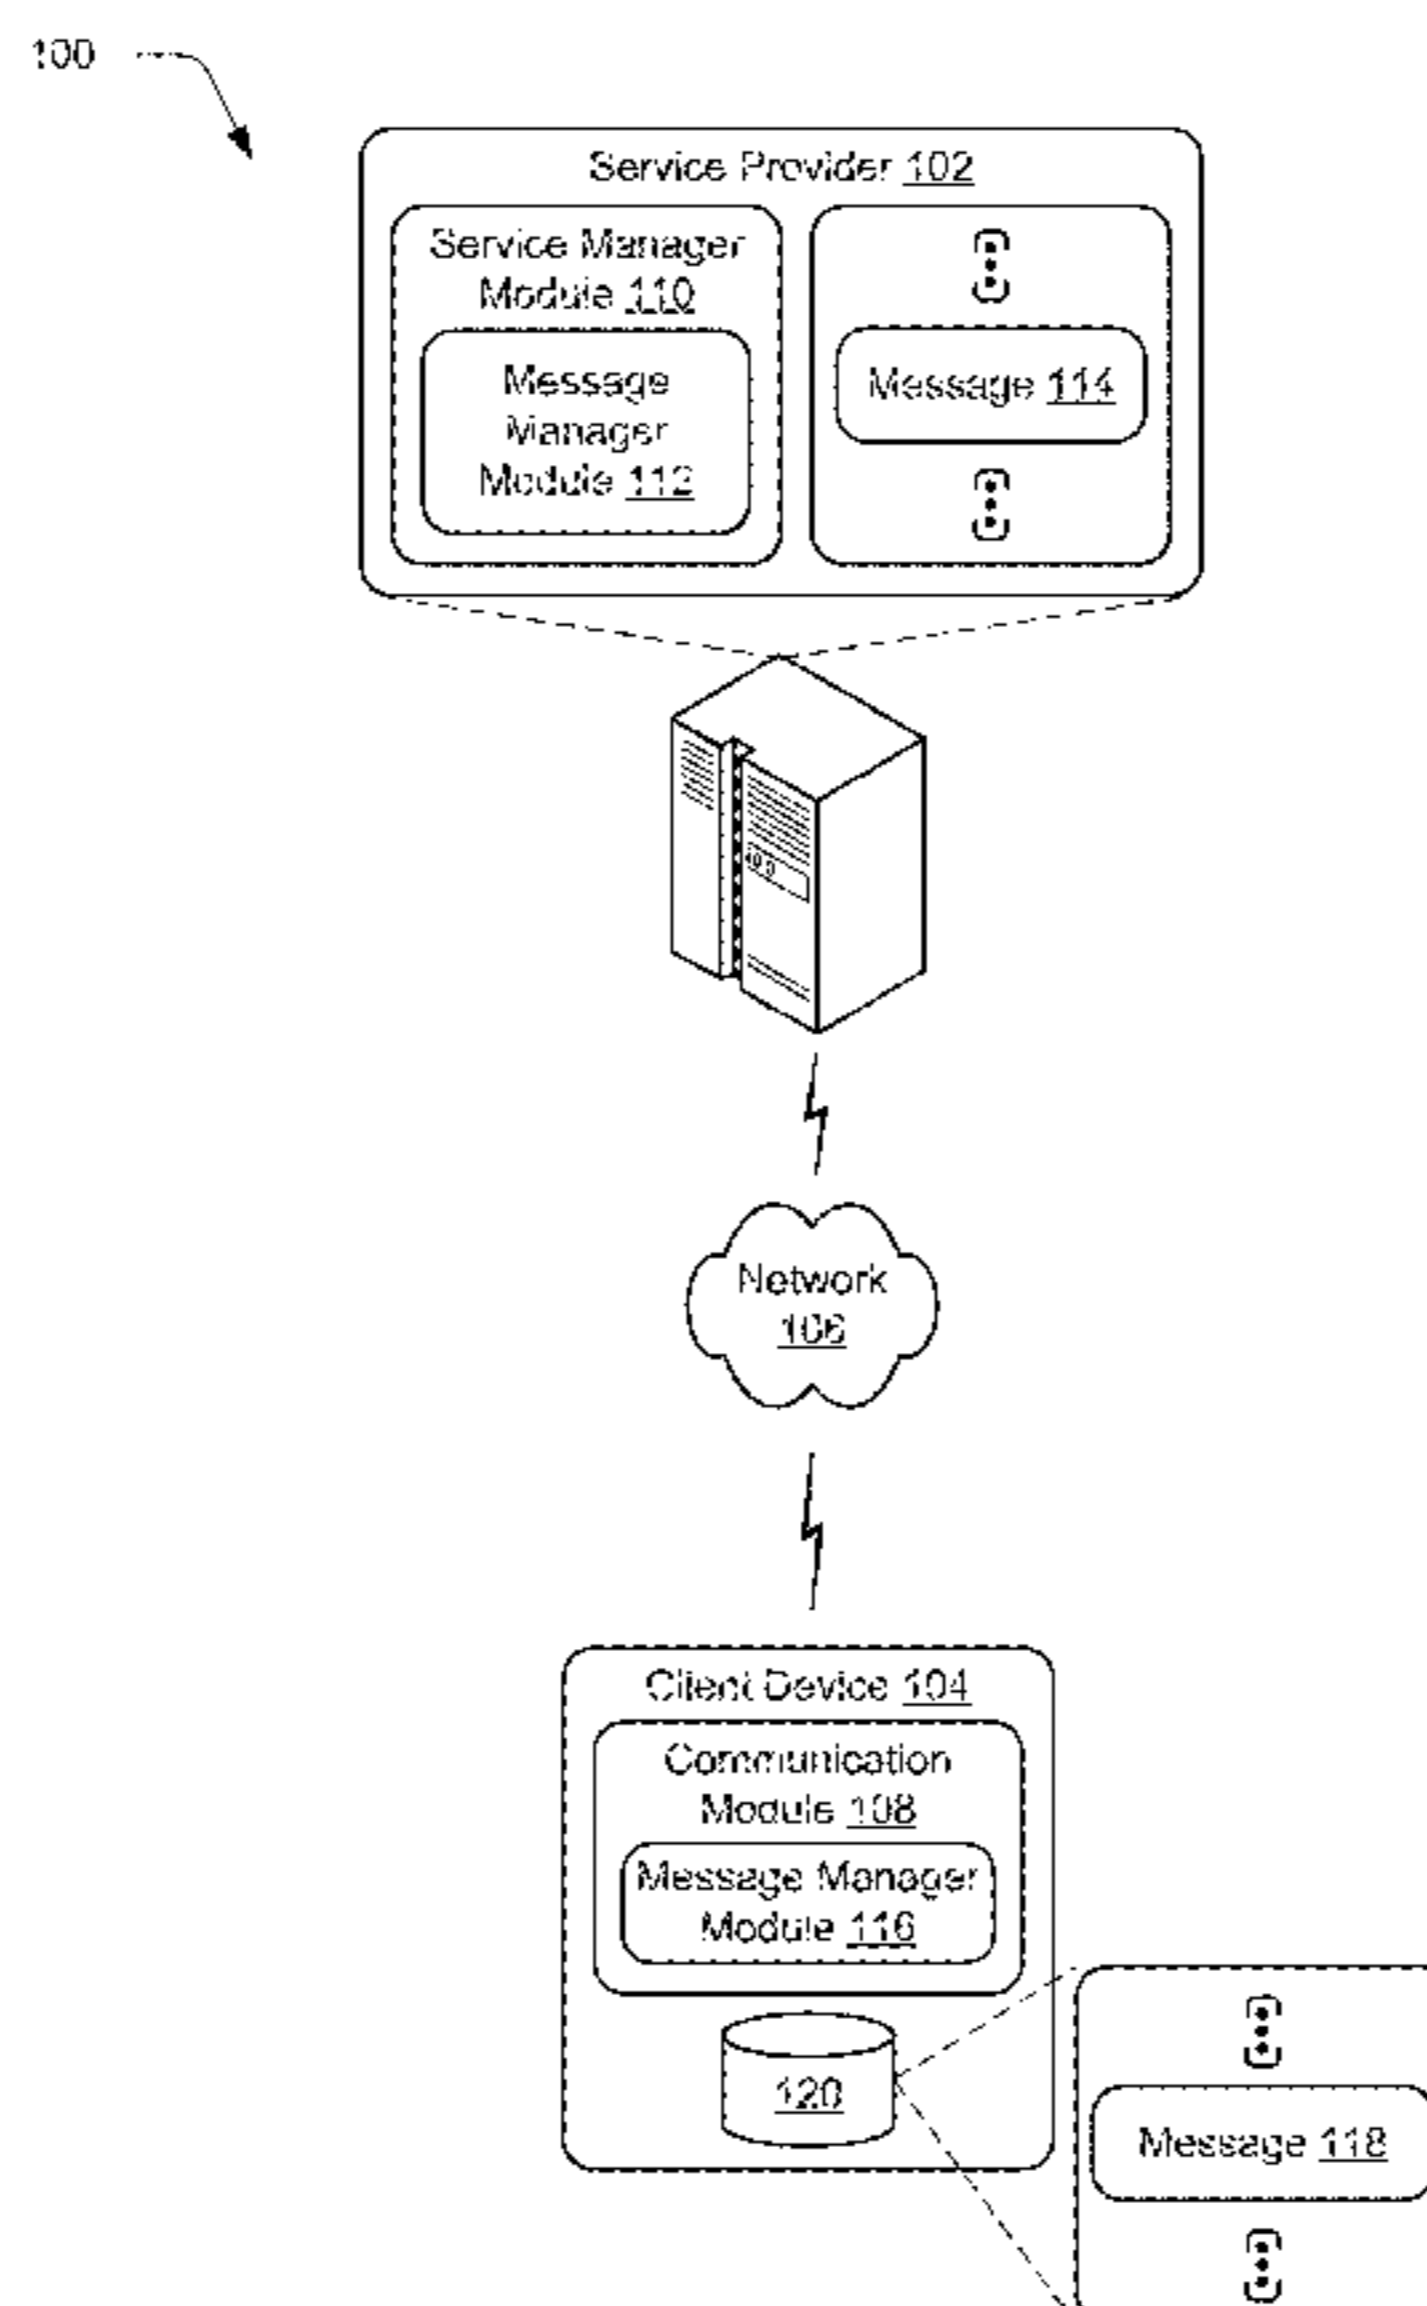 100
Service Provider 102
Service Manager
Module 110
Message
Manager
Module 112
Message 114
Network
106
Client Device 104
Communication
Module 108
Message Manager
Module 116
120
Message 118